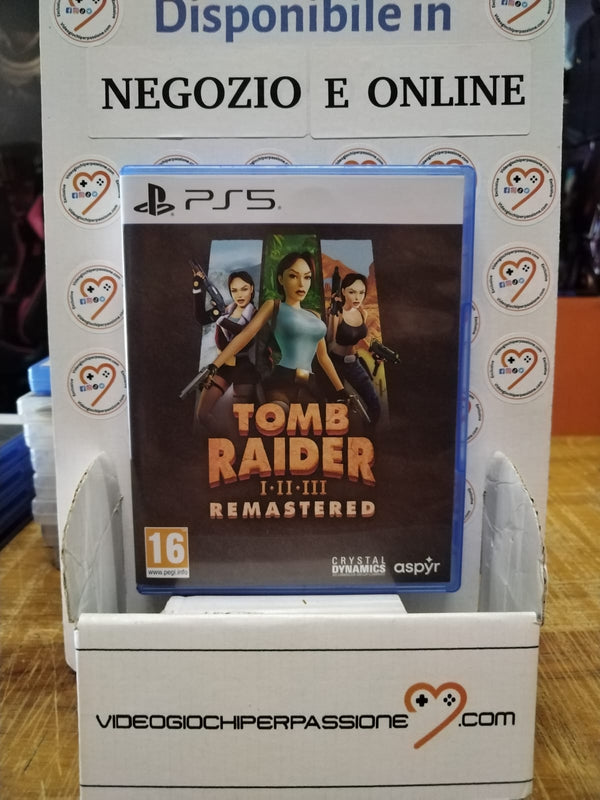 Disponibile in
NEGOZIO E ONLINE
PS5
TOMB
RAIDER
I·II·III
REMASTERED
16
www.pegi.info
CRYSTAL
DYNAMICS
aspyr
VIDEOGIOCHIPERPASSIONE.COM